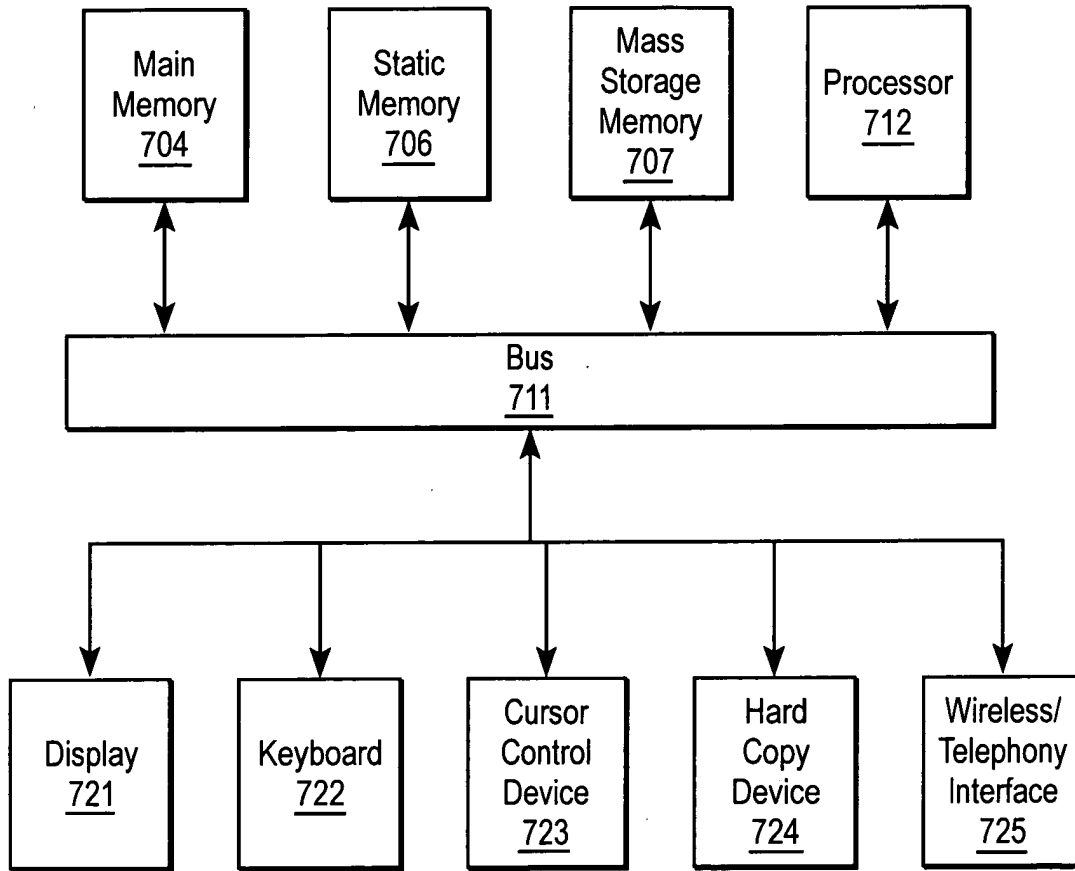 Main
Memory
704
Static
Memory
706
Mass
Storage
Memory
707
Processor
712
Bus
711
Display
721
Keyboard
722
Cursor
Control
Device
723
Hard
Copy
Device
724
Wireless/
Telephony
Interface
725